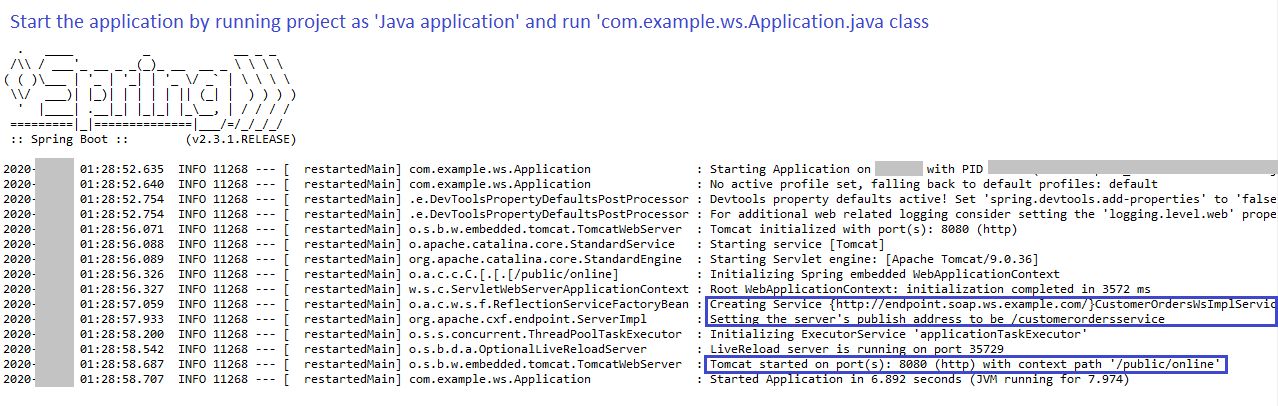 Start the application by running project as 'Java application' and run 'com.example.ws.Application.java class
:: Spring Boot ::        (v2.3.1.RELEASE)
2020- 01:28:52.635  INFO 11268 --- [  restartedMain] com.example.ws.Application               : Starting Application on  with PID
2020- 01:28:52.640  INFO 11268 --- [  restartedMain] com.example.ws.Application               : No active profile set, falling back to default profiles: default
2020- 01:28:52.754  INFO 11268 --- [  restartedMain] .e.DevToolsPropertyDefaultsPostProcessor : Devtools property defaults active! Set 'spring.devtools.add-properties' to 'false
2020- 01:28:52.754  INFO 11268 --- [  restartedMain] .e.DevToolsPropertyDefaultsPostProcessor : For additional web related logging consider setting the 'logging.level.web' prope
2020- 01:28:56.071  INFO 11268 --- [  restartedMain] o.s.b.w.embedded.tomcat.TomcatWebServer  : Tomcat initialized with port(s): 8080 (http)
2020- 01:28:56.088  INFO 11268 --- [  restartedMain] o.apache.catalina.core.StandardService   : Starting service [Tomcat]
2020- 01:28:56.089  INFO 11268 --- [  restartedMain] org.apache.catalina.core.StandardEngine  : Starting Servlet engine: [Apache Tomcat/9.0.36]
2020- 01:28:56.326  INFO 11268 --- [  restartedMain] o.a.c.c.C.[.[.[/public/online]           : Initializing Spring embedded WebApplicationContext
2020- 01:28:56.327  INFO 11268 --- [  restartedMain] w.s.c.ServletWebServerApplicationContext : Root WebApplicationContext: initialization completed in 3572 ms
2020- 01:28:57.059  INFO 11268 --- [  restartedMain] o.a.c.w.s.f.ReflectionServiceFactoryBean : Creating Service {http://endpoint.soap.ws.example.com/}CustomerOrdersWsImplServic
2020- 01:28:57.933  INFO 11268 --- [  restartedMain] org.apache.cxf.endpoint.ServerImpl       : Setting the server's publish address to be /customerordersservice
2020- 01:28:58.200  INFO 11268 --- [  restartedMain] o.s.s.concurrent.ThreadPoolTaskExecutor  : Initializing ExecutorService 'applicationTaskExecutor'
2020- 01:28:58.542  INFO 11268 --- [  restartedMain] o.s.b.d.a.OptionalLiveReloadServer       : LiveReload server is running on port 35729
2020- 01:28:58.687  INFO 11268 --- [  restartedMain] o.s.b.w.embedded.tomcat.TomcatWebServer  : Tomcat started on port(s): 8080 (http) with context path '/public/online'
2020- 01:28:58.707  INFO 11268 --- [  restartedMain] com.example.ws.Application               : Started Application in 6.892 seconds (JVM running for 7.974)